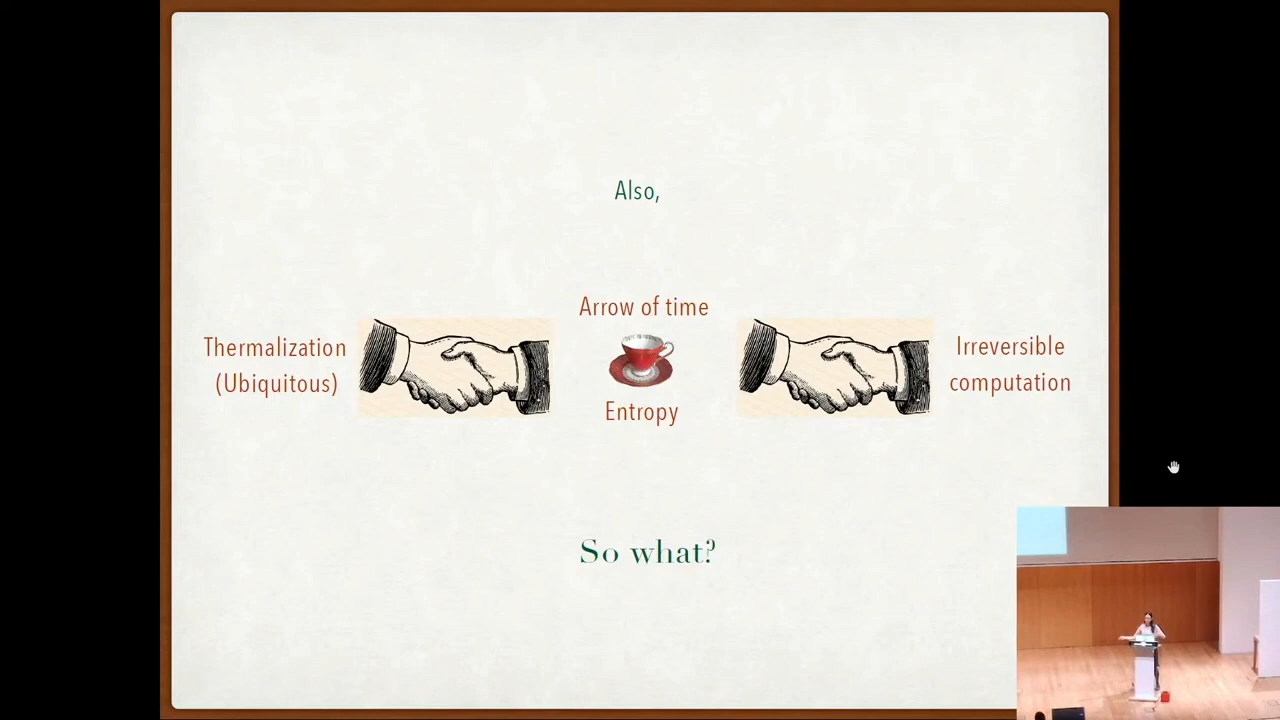 Also,
Arrow of time
Thermalization
(Ubiquitous)
Irreversible
computation
Entropy
So what?